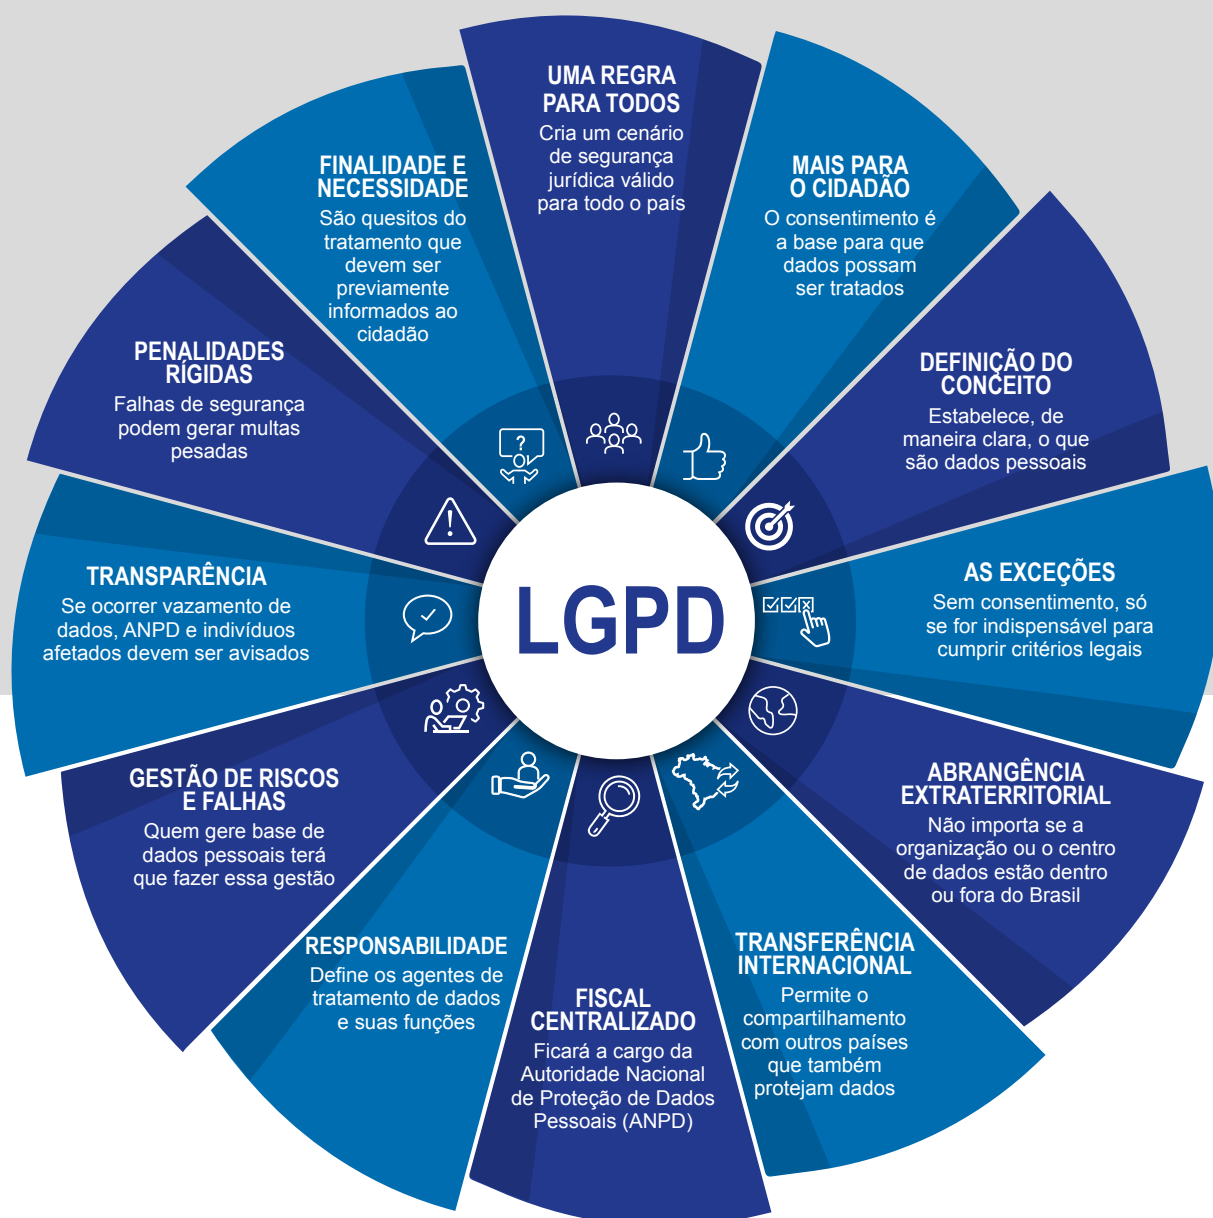 UMA REGRA
PARA TODOS
Cria um cenário
de segurança
jurídica válido
para todo o país
MAIS PARA
O CIDADÃO
O consentimento é
a base para que
dados possam
ser tratados
DEFINIÇÃO DO
CONCEITO
Estabelece, de
maneira clara, o que
são dados pessoais
AS EXCEÇÕES
Sem consentimento, só
se for indispensável para
cumprir critérios legais
ABRANGÊNCIA
EXTRATERRITORIAL
Não importa se a
organização ou o centro
de dados estão dentro
ou fora do Brasil
TRANSFERÊNCIA
INTERNACIONAL
Permite o
compartilhamento
com outros países
que também
protejam dados
FISCAL
CENTRALIZADO
Ficará a cargo da
Autoridade Nacional
de Proteção de Dados
Pessoais (ANPD)
RESPONSABILIDADE
Define os agentes de
tratamento de dados
e suas funções
GESTÃO DE RISCOS
E FALHAS
Quem gere base de
dados pessoais terá
que fazer essa gestão
TRANSPARÊNCIA
Se ocorrer vazamento de
dados, ANPD e indivíduos
afetados devem ser avisados
PENALIDADES
RÍGIDAS
Falhas de segurança
podem gerar multas
pesadas
FINALIDADE E
NECESSIDADE
São quesitos do
tratamento que
devem ser
previamente
informados ao
cidadão
?
!
LGPD